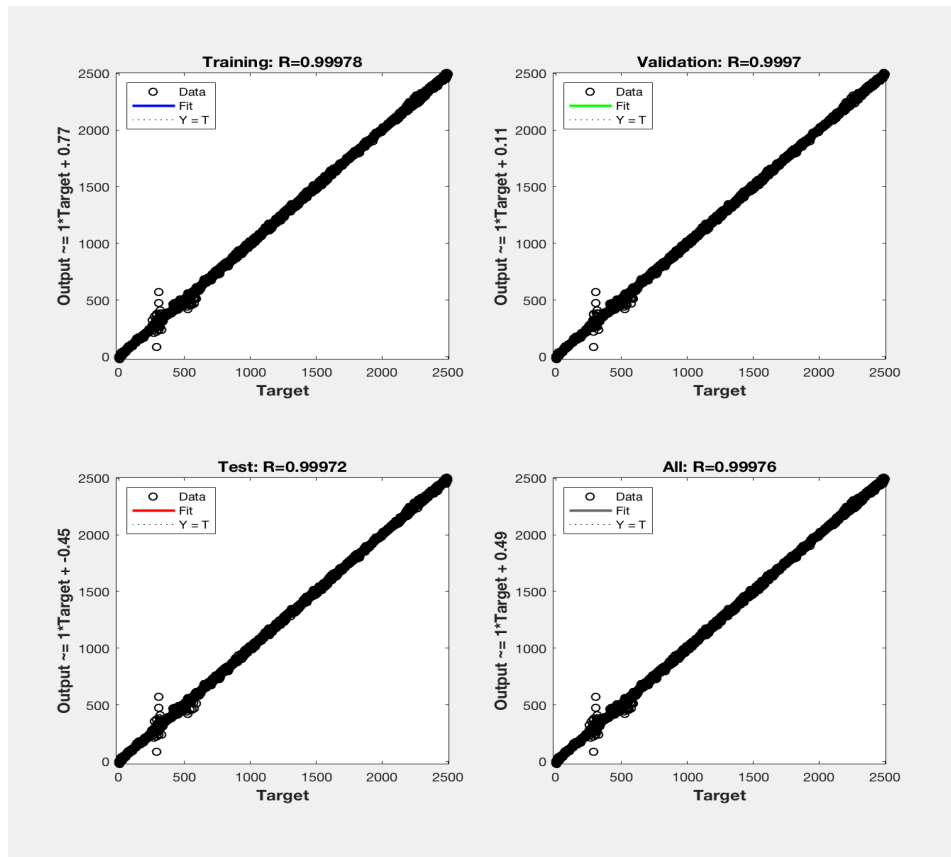 Training: R=0.99978
Output ~= 1*Target + 0.77
2500
2000
1500
1000
500
0
Data
Fit
Y = T
0 500 1000 1500 2000 2500
Target
Validation: R=0.9997
Output ~= 1*Target + 0.11
2500
2000
1500
1000
500
0
Data
Fit
Y = T
0 500 1000 1500 2000 2500
Target
Test: R=0.99972
Output ~= 1*Target + -0.45
2500
2000
1500
1000
500
0
Data
Fit
Y = T
0 500 1000 1500 2000 2500
Target
All: R=0.99976
Output ~= 1*Target + 0.49
2500
2000
1500
1000
500
0
Data
Fit
Y = T
0 500 1000 1500 2000 2500
Target